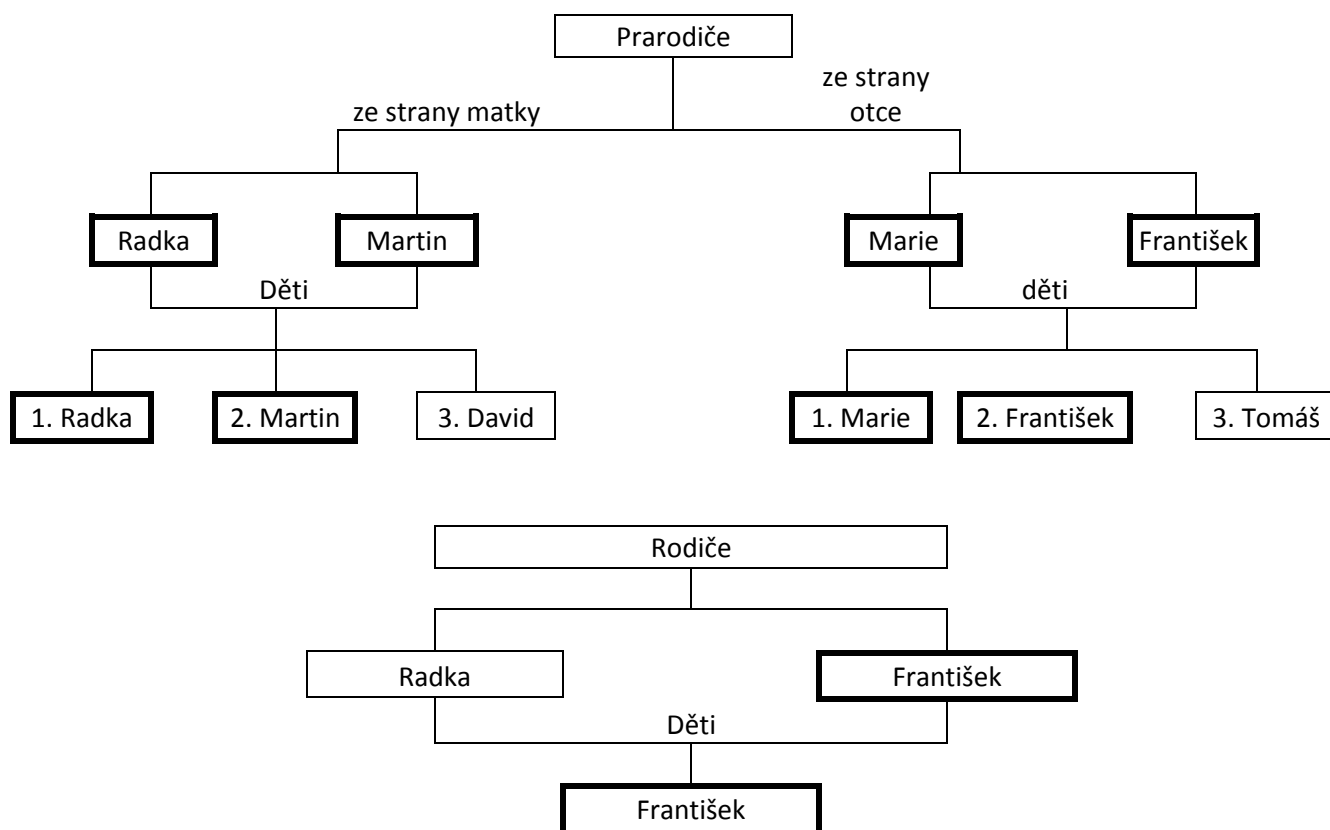 Prarodiče
ze strany matky
ze strany
otce
Radka
Martin
Marie
František
Děti
děti
1. Radka
2. Martin
3. David
1. Marie
2. František
3. Tomáš
Rodiče
Radka
František
Děti
František